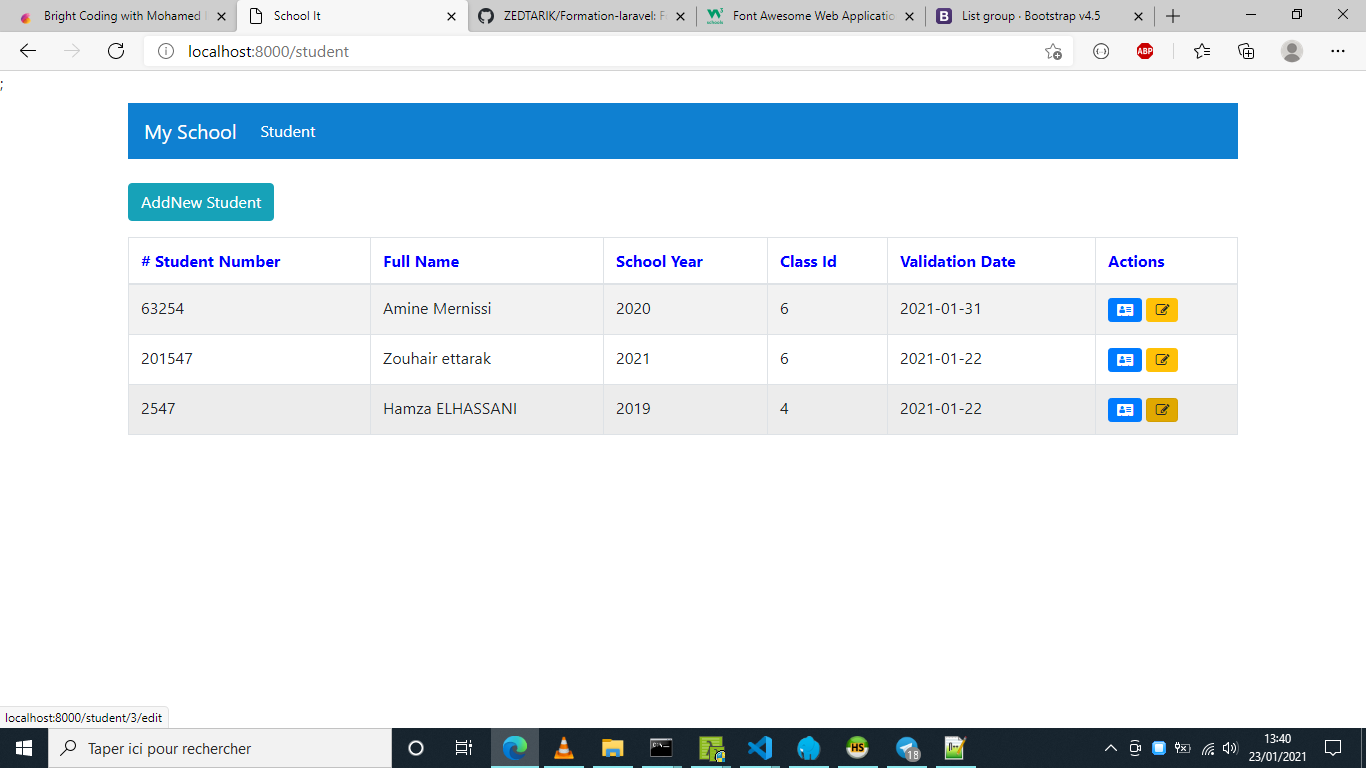 Bright Coding with Mohamed
School It
ZEDTARIK/Formation-laravel: F
Font Awesome Web Applicatio
List group · Bootstrap v4.5
localhost:8000/student
ABP
;
My School Student
AddNew Student
# Student Number Full Name School Year Class Id Validation Date Actions
63254 Amine Mernissi 2020 6 2021-01-31
201547 Zouhair ettarak 2021 6 2021-01-22
2547 Hamza ELHASSANI 2019 4 2021-01-22
localhost:8000/student/3/edit
Taper ici pour rechercher
HS
18
13:40
23/01/2021